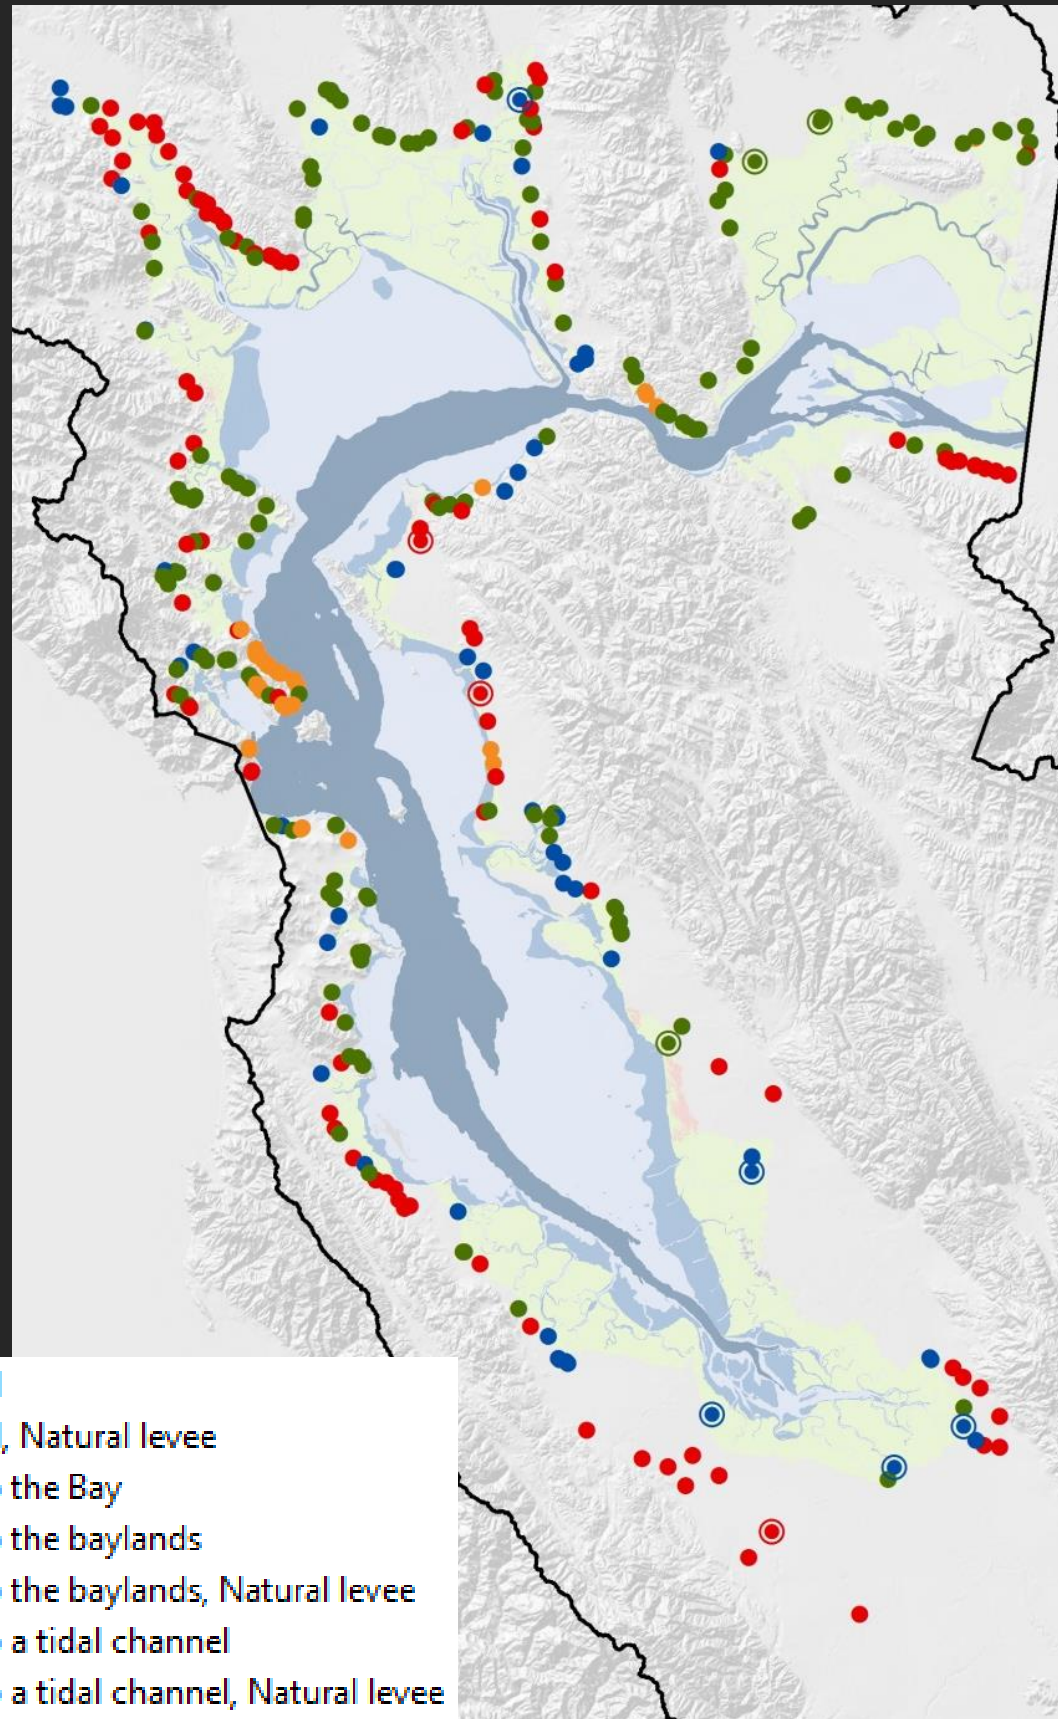 , Natural levee
the Bay
the baylands
the baylands, Natural levee
a tidal channel
a tidal channel, Natural levee